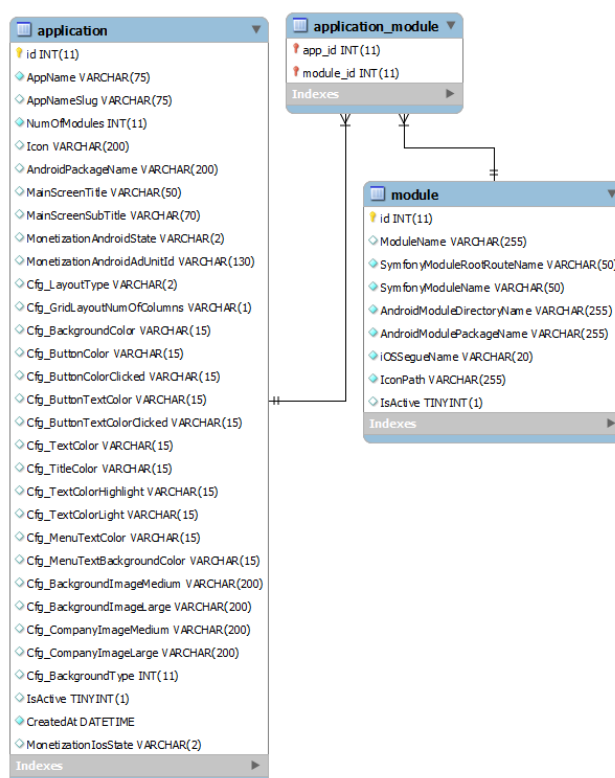 application
id INT(11)
AppName VARCHAR(75)
AppNameSlug VARCHAR(75)
NumOfModules INT(11)
Icon VARCHAR(200)
AndroidPackageName VARCHAR(200)
MainScreenTitle VARCHAR(50)
MainScreenSubTitle VARCHAR(70)
MonetizationAndroidState VARCHAR(2)
MonetizationAndroidAdUnitId VARCHAR(130)
Cfg_LayoutType VARCHAR(2)
Cfg_GridLayoutNumOfColumns VARCHAR(1)
Cfg_BackgroundColor VARCHAR(15)
Cfg_ButtonColor VARCHAR(15)
Cfg_ButtonColorClicked VARCHAR(15)
Cfg_ButtonTextColor VARCHAR(15)
Cfg_ButtonTextColorClicked VARCHAR(15)
Cfg_TextColor VARCHAR(15)
Cfg_TitleColor VARCHAR(15)
Cfg_TextColorHighlight VARCHAR(15)
Cfg_TextColorLight VARCHAR(15)
Cfg_MenuTextColor VARCHAR(15)
Cfg_MenuTextBackgroundColor VARCHAR(15)
Cfg_BackgroundImageMedium VARCHAR(200)
Cfg_BackgroundImageLarge VARCHAR(200)
Cfg_CompanyImageMedium VARCHAR(200)
Cfg_CompanyImageLarge VARCHAR(200)
Cfg_BackgroundType INT(11)
IsActive TINYINT(1)
CreatedAt DATETIME
MonetizationIosState VARCHAR(2)
Indexes
application_module
app_id INT(11)
module_id INT(11)
Indexes
module
id INT(11)
ModuleName VARCHAR(255)
SymfonyModuleRootRouteName VARCHAR(50)
SymfonyModuleName VARCHAR(50)
AndroidModuleDirectoryName VARCHAR(255)
AndroidModulePackageName VARCHAR(255)
iOSSegueName VARCHAR(20)
IconPath VARCHAR(255)
IsActive TINYINT(1)
Indexes